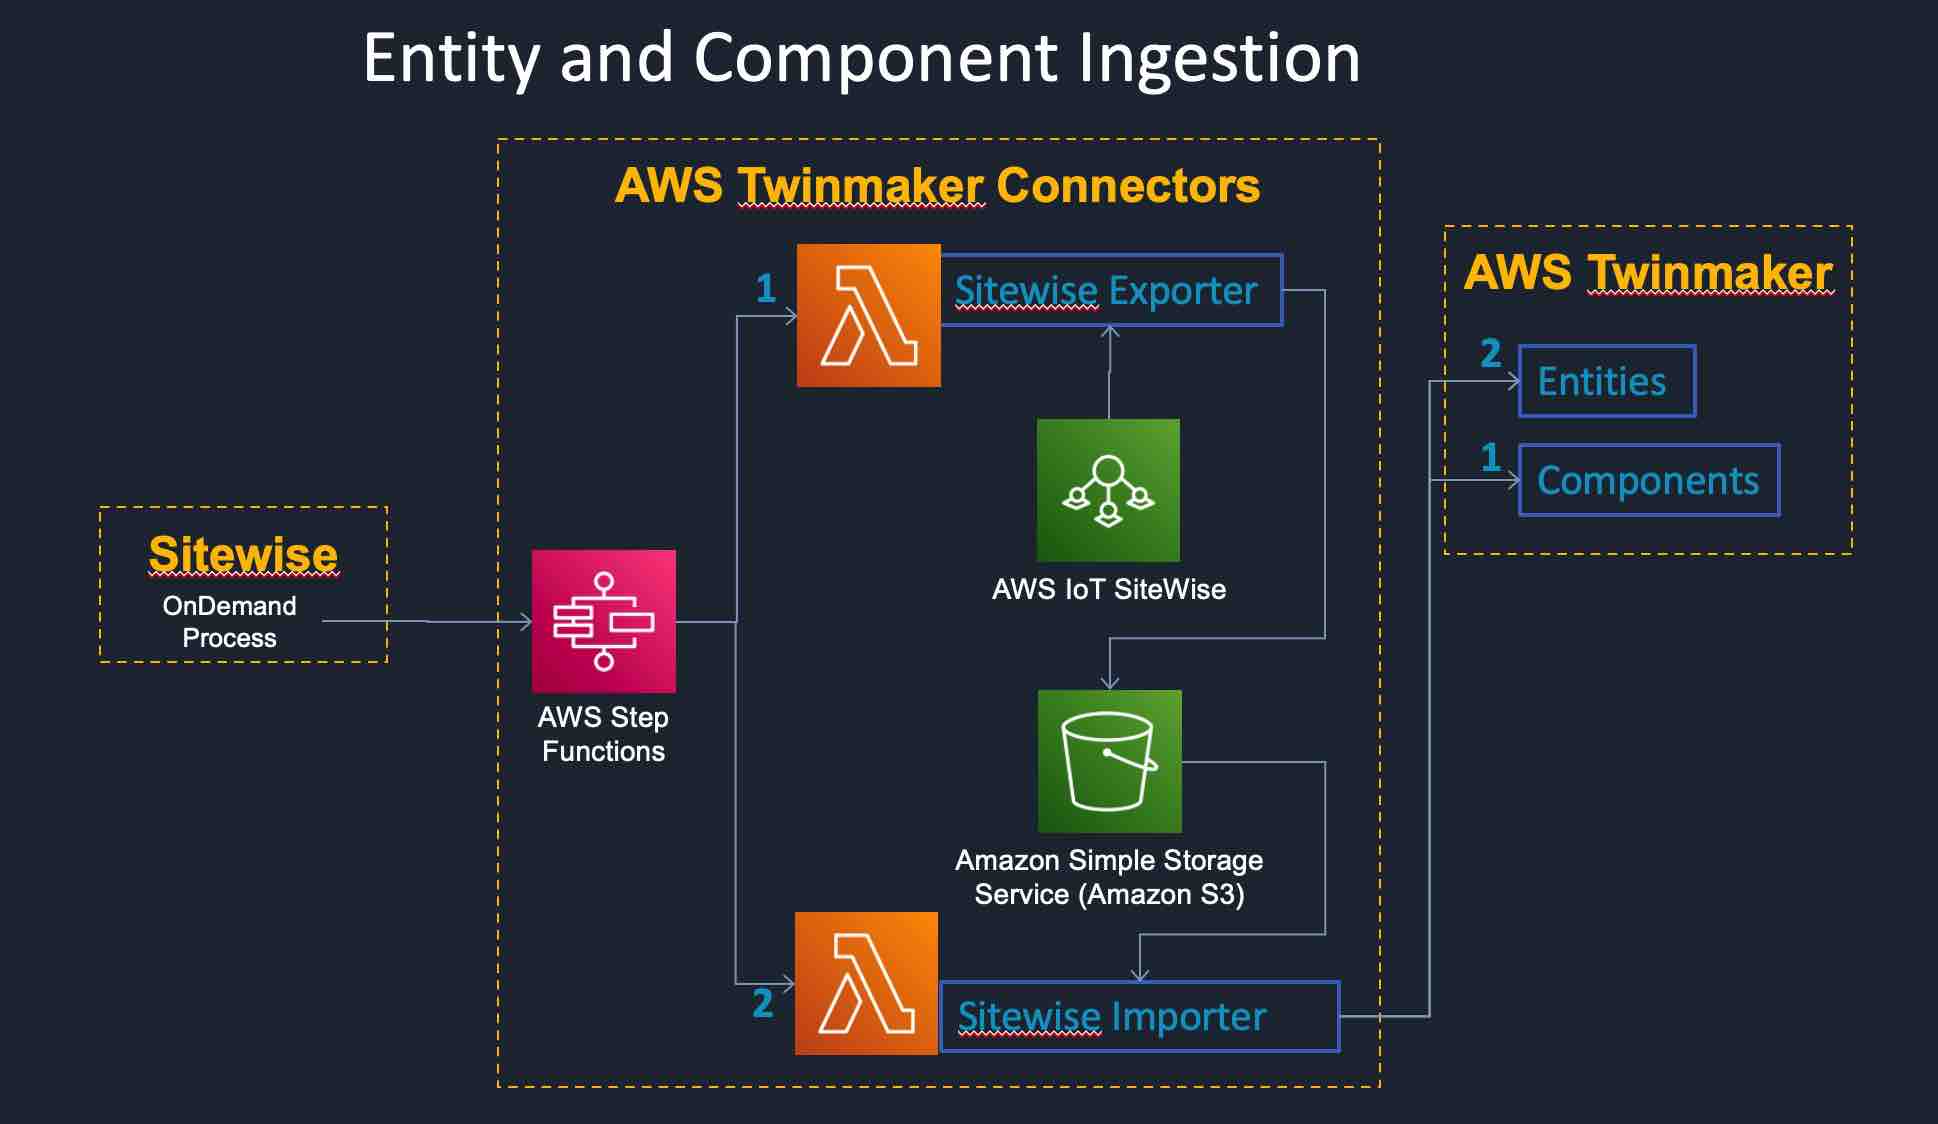 Entity and Component Ingestion
AWS Twinmaker Connectors
1
Sitewise Exporter
AWS Twinmaker
2
Entities
1
Components
AWS IoT SiteWise
Sitewise
OnDemand
Process
AWS Step
Functions
Amazon Simple Storage
Service (Amazon S3)
2
Sitewise Importer